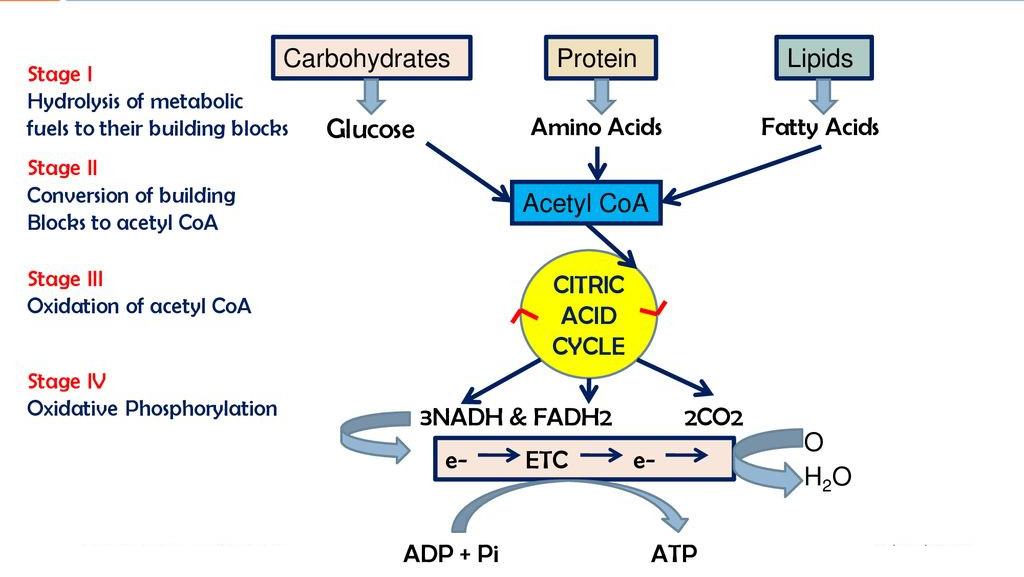 Carbohydrates
Protein
Lipids
Stage I
Hydrolysis of metabolic
fuels to their building blocks
Glucose
Amino Acids
Fatty Acids
Stage II
Conversion of building
Blocks to acetyl CoA
Acetyl CoA
Stage III
Oxidation of acetyl CoA
CITRIC
ACID
CYCLE
Stage IV
Oxidative Phosphorylation
3NADH & FADH2
2CO2
e- ETC e-
O
H₂O
ADP + Pi
ATP